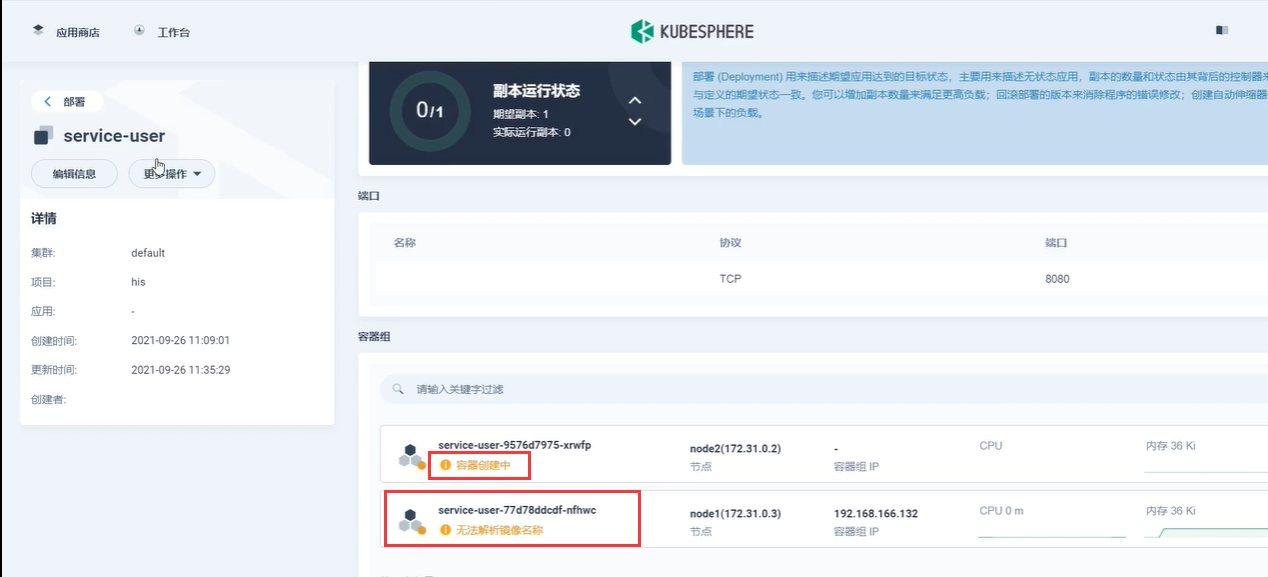 应用商店
工作台
KUBESPHERE
部署
service-user
编辑信息
更多操作
详情
集群:
default
项目:
his
应用:
-
创建时间:
2021-09-26 11:09:01
更新时间:
2021-09-26 11:35:29
创建者:
0/1
副本运行状态
期望副本: 1
实际运行副本: 0
部署 (Deployment) 用来描述期望应用达到的目标状态，主要用来描述无状态应用，副本的数量和状态由其背后的控制器来
与定义的期望状态一致。您可以增加副本数量来满足更高负载；回滚部署的版本来消除程序的错误修改；创建自动伸缩器
场景下的负载。
端口
名称
协议
端口
TCP
8080
容器组
请输入关键字过滤
service-user-9576d7975-xrwfp
容器创建中
node2(172.31.0.2)
节点
-
容器组 IP
CPU
内存 36 Ki
service-user-77d78ddcdf-nfhwc
无法解析镜像名称
node1(172.31.0.3)
节点
192.168.166.132
容器组 IP
CPU 0 m
内存 36 Ki